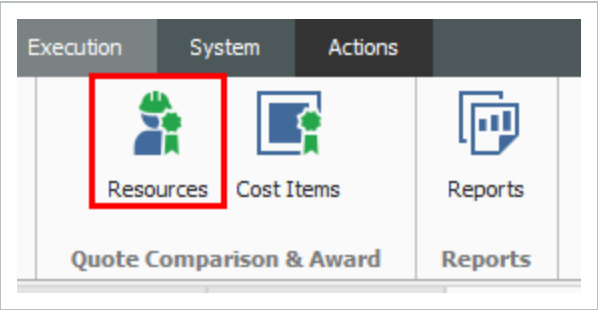 Execution System Actions
Resources Cost Items Reports
Quote Comparison & Award Reports